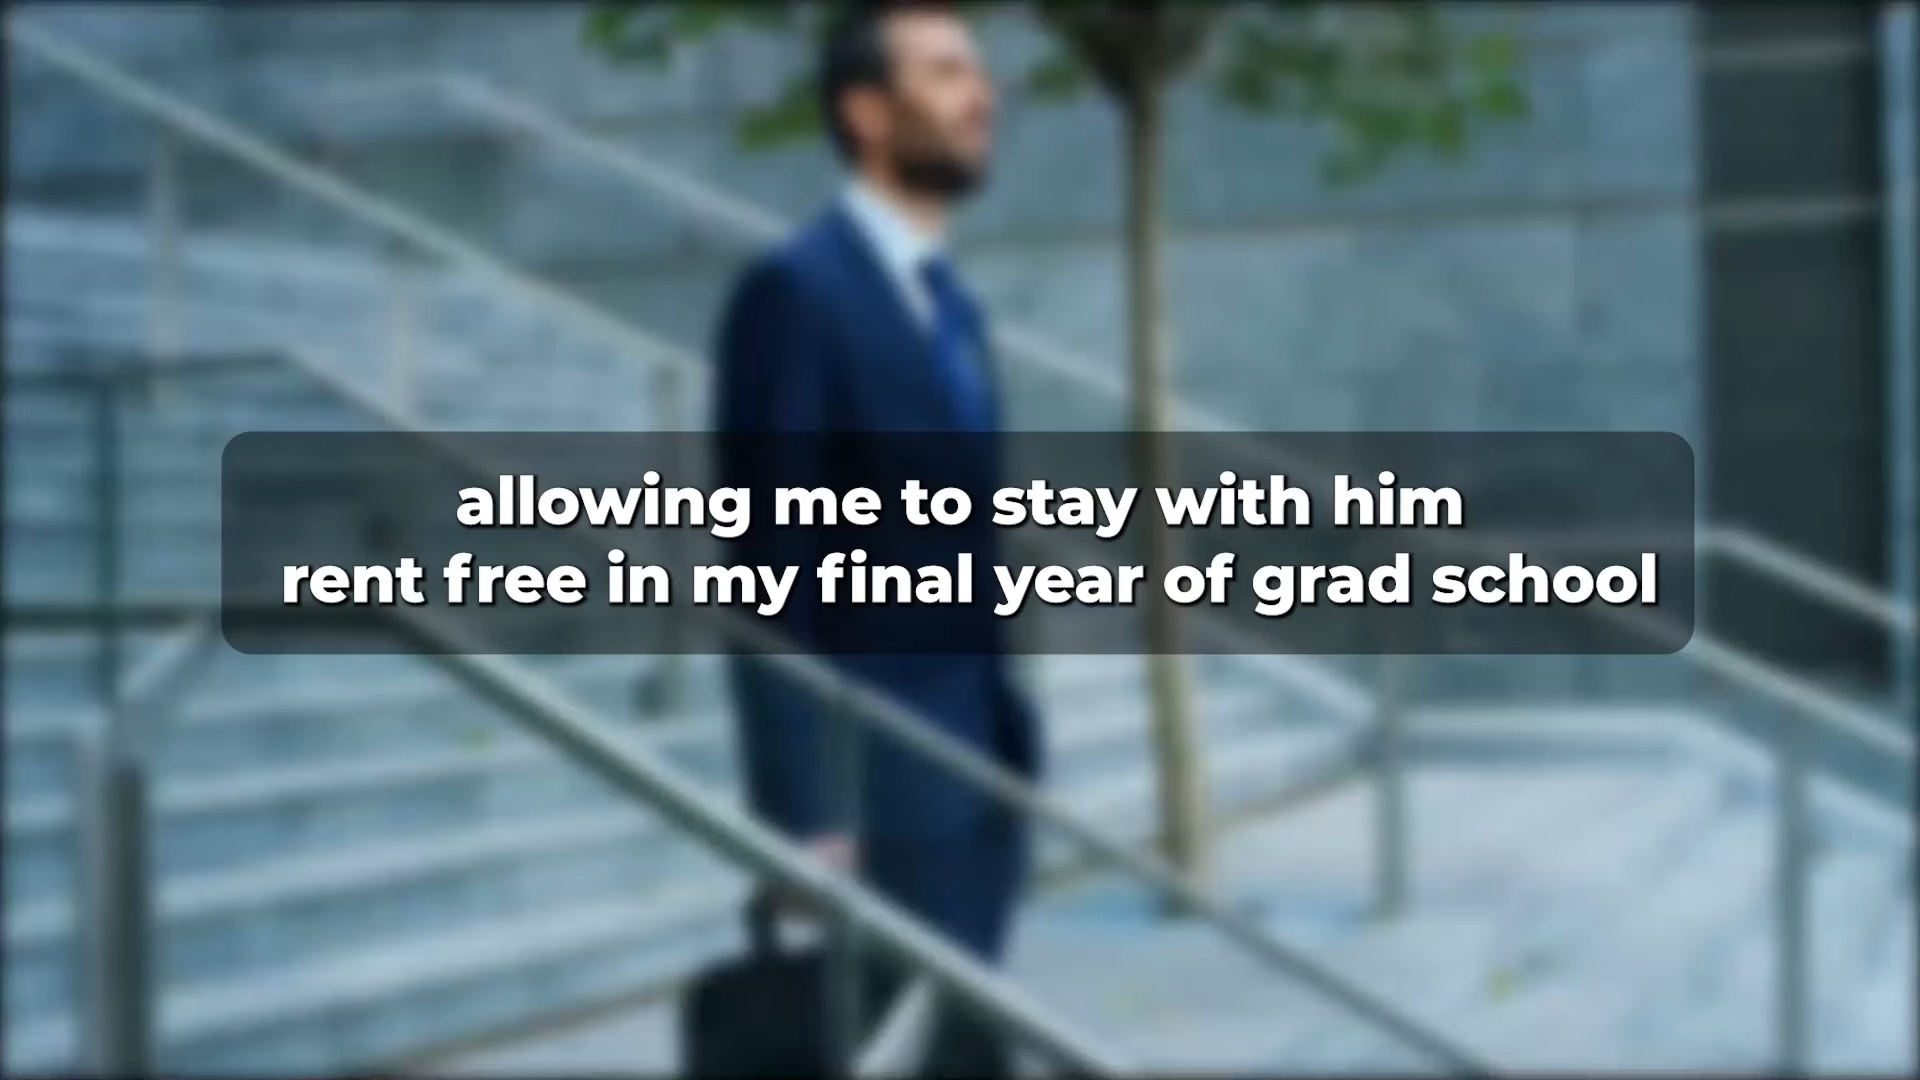 allowing me to stay with him
rent free in my final year of grad school